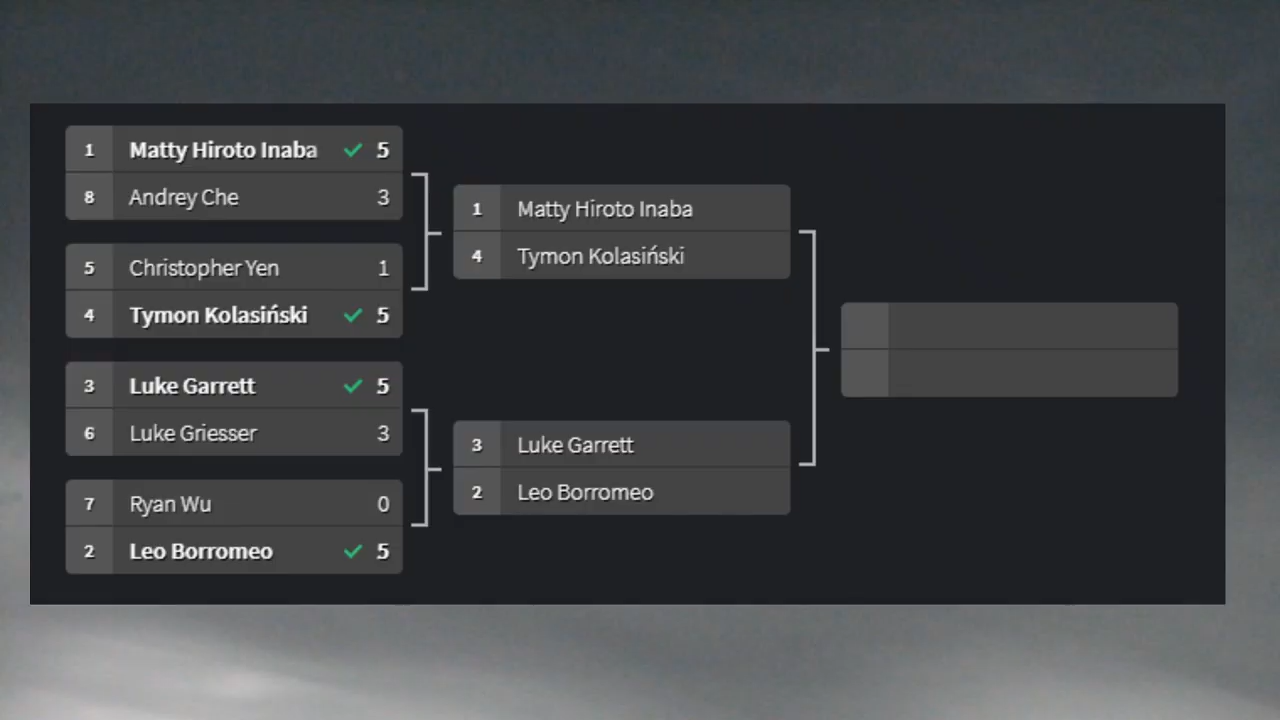 1 Matty Hiroto Inaba 5
8 Andrey Che 3
5 Christopher Yen 1
4 Tymon Kolasiński 5
3 Luke Garrett 5
6 Luke Griesser 3
7 Ryan Wu 0
2 Leo Borromeo 5
1 Matty Hiroto Inaba
4 Tymon Kolasiński
3 Luke Garrett
2 Leo Borromeo